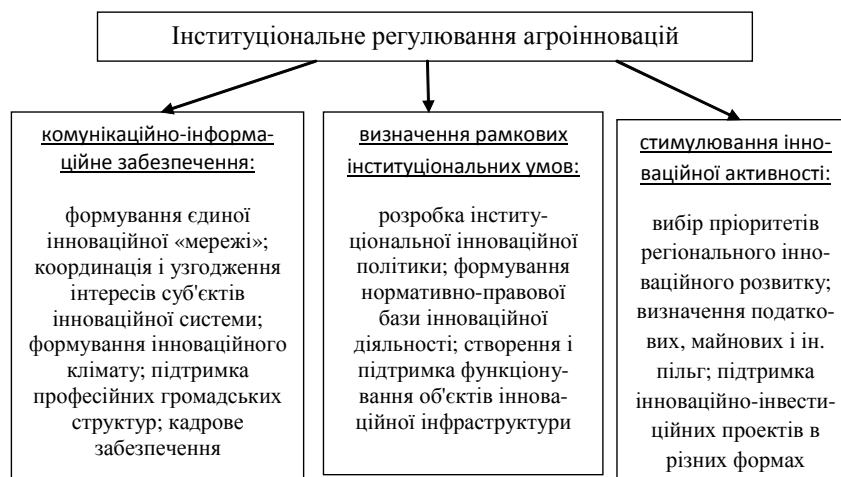 Інституціональне регулювання агроінновацій
комунікаційно-інформа-
ційне забезпечення:
формування єдиної
інноваційної «мережі»;
координація і узгодження
інтересів суб'єктів
інноваційної системи;
формування інноваційного
клімату; підтримка
професійних громадських
структур; кадрове
забезпечення
визначення рамкових
інституціональних умов:
розробка інститу-
ціональної інноваційної
політики; формування
нормативно-правової
бази інноваційної
діяльності; створення і
підтримка функціону-
вання об'єктів іннова-
ційної інфраструктури
стимулювання інно-
ваційної активності:
вибір пріоритетів
регіонального інно-
ваційного розвитку;
визначення податко-
вих, майнових і ін.
пільг; підтримка
інноваційно-інвести-
ційних проектів в
різних формах